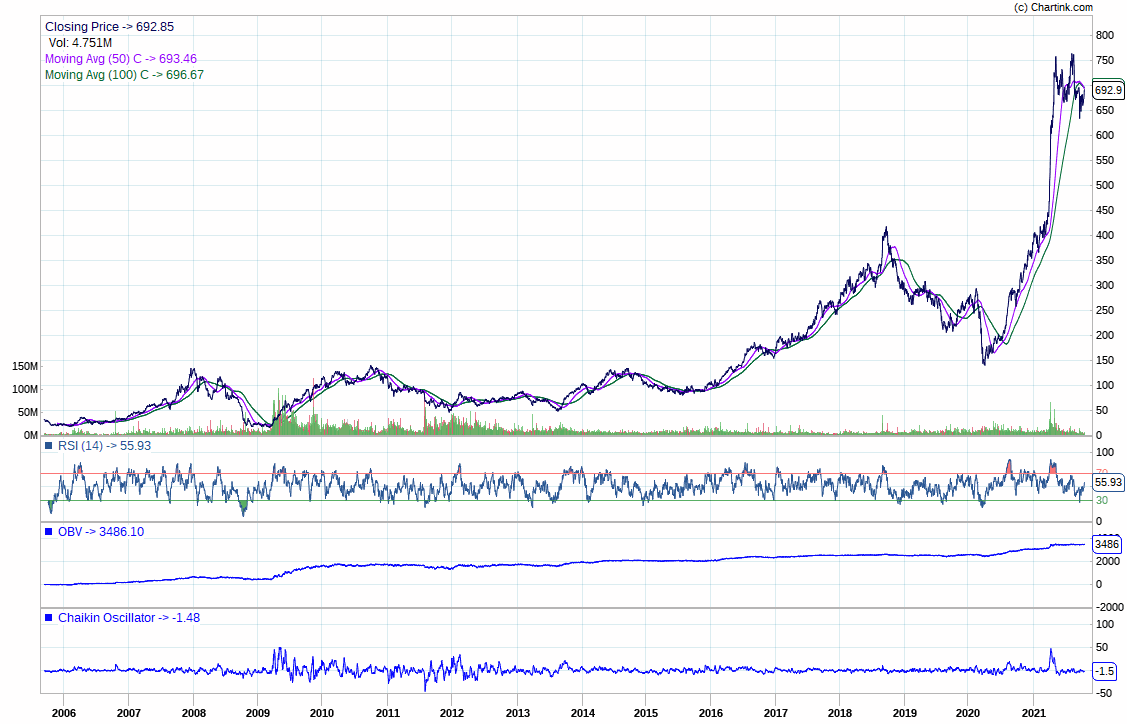 (c) Chartink.com
Closing Price -> 692.85
Vol: 4.751M
Moving Avg (50) C -> 693.46
Moving Avg (100) C -> 696.67
800
750
692.9
650
600
550
500
450
400
350
300
250
200
150
100
50
0
150M
100M
50M
0M
RSI (14) -> 55.93
100
70
55.93
30
0
OBV -> 3486.10
3486
2000
0
-2000
Chaikin Oscillator -> -1.48
100
50
-1.5
-50
2006 2007 2008 2009 2010 2011 2012 2013 2014 2015 2016 2017 2018 2019 2020 2021